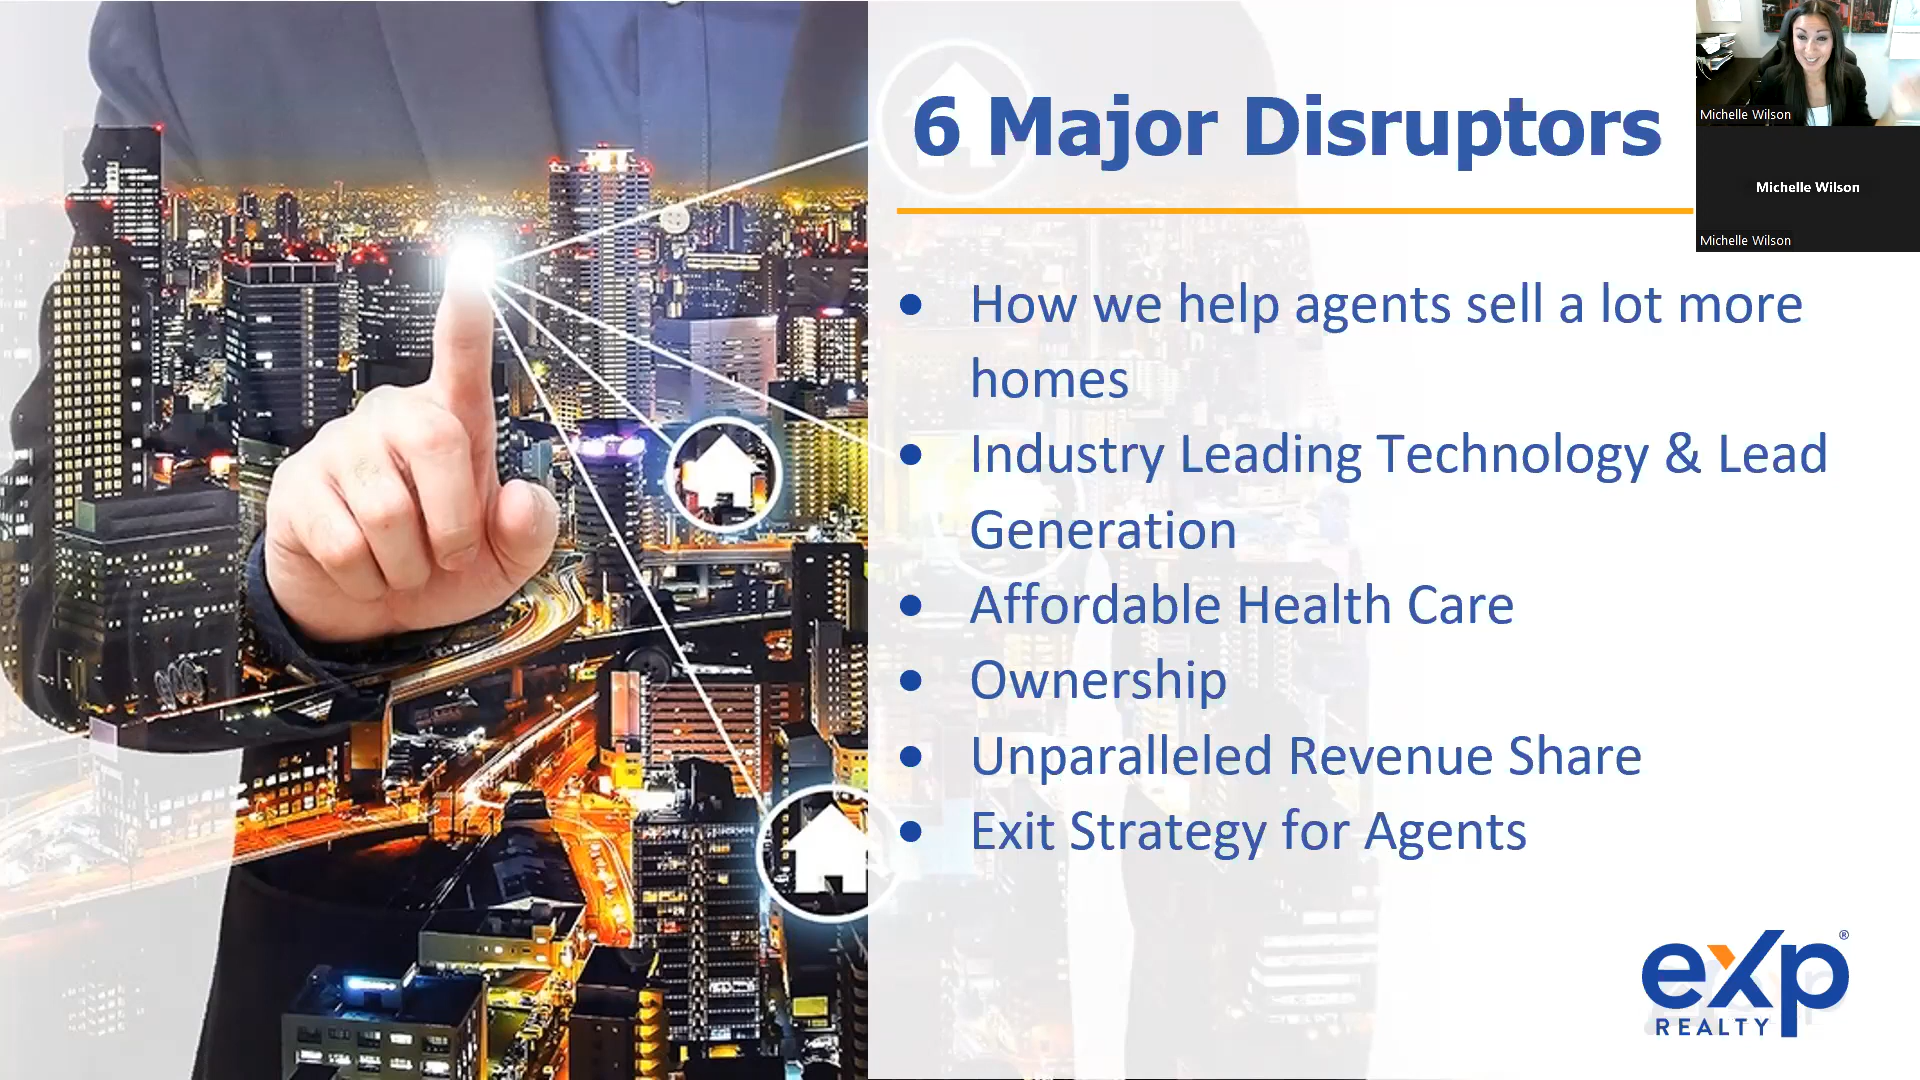 6 Major Disruptors
Michelle Wilson
Michelle Wilson
Michelle Wilson
• How we help agents sell a lot more
homes
• Industry Leading Technology & Lead
Generation
• Affordable Health Care
• Ownership
• Unparalleled Revenue Share
• Exit Strategy for Agents
eXp®
REALTY